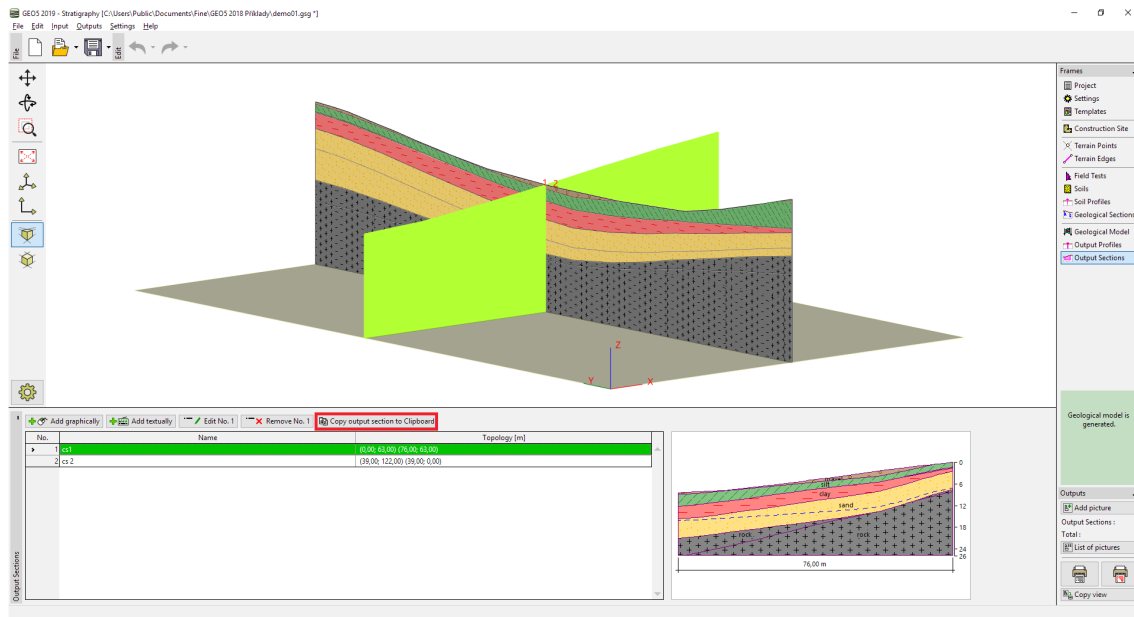 GEO5 2019 - Stratigraphy [C:\Users\Public\Documents\Fine\GEO5 2018 Příklady\demo01.gsg *]
File Edit Input Outputs Settings Help
File
Edit
Frames
Project
Settings
Templates
Construction Site
Terrain Points
Terrain Edges
Field Tests
Soils
Soil Profiles
Geological Sections
Geological Model
Output Profiles
Output Sections
1 2
Z
Y
X
Geological model is
generated.
Add graphically Add textually Edit No. 1 Remove No. 1 Copy output section to Clipboard
No. Name Topology [m]
1 cs1 (0,00; 63,00) (76,00; 63,00)
2 cs 2 (39,00; 122,00) (39,00; 0,00)
Output Sections
silt
clay
sand
rock
rock
0
6
12
18
24
26
76,00 m
Outputs
Add picture
Output Sections :
Total :
List of pictures
Copy view